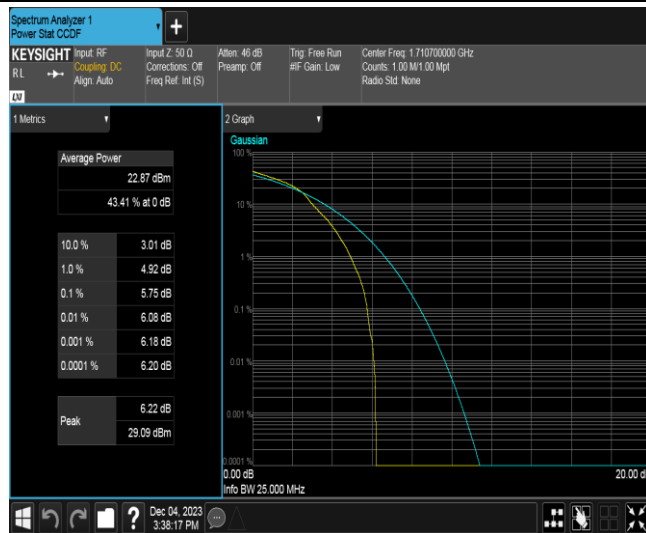 Spectrum Analyzer 1
Power Stat CCDF
+
KEYSIGHT
RL
Input: RF
Coupling: DC
Align: Auto
Input Z: 50 Ω
Corrections: Off
Freq Ref: Int (S)
Atten: 46 dB
Preamp: Off
Trig: Free Run
#IF Gain: Low
Center Freq: 1.710700000 GHz
Counts: 1.00 M/1.00 Mpt
Radio Std: None
LXI
1 Metrics
Average Power
22.87 dBm
43.41 % at 0 dB
10.0 % 3.01 dB
1.0 % 4.92 dB
0.1 % 5.75 dB
0.01 % 6.08 dB
0.001 % 6.18 dB
0.0001 % 6.20 dB
Peak
6.22 dB
29.09 dBm
2 Graph
Gaussian
100 %
10 %
1 %
0.1 %
0.01 %
0.001 %
0.0001 %
0.00 dB
20.00 d
Info BW 25.000 MHz
?
Dec 04, 2023
3:38:17 PM